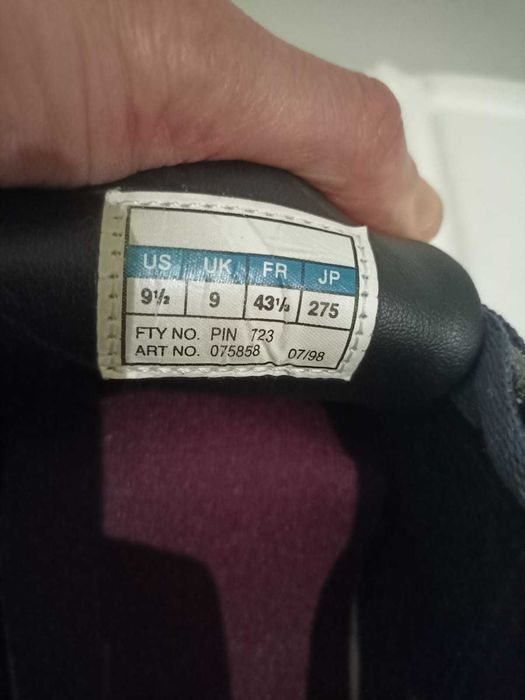 US UK FR JP
9½ 9 43⅓ 275
FTY NO. PIN 723
ART NO. 075858 07/98